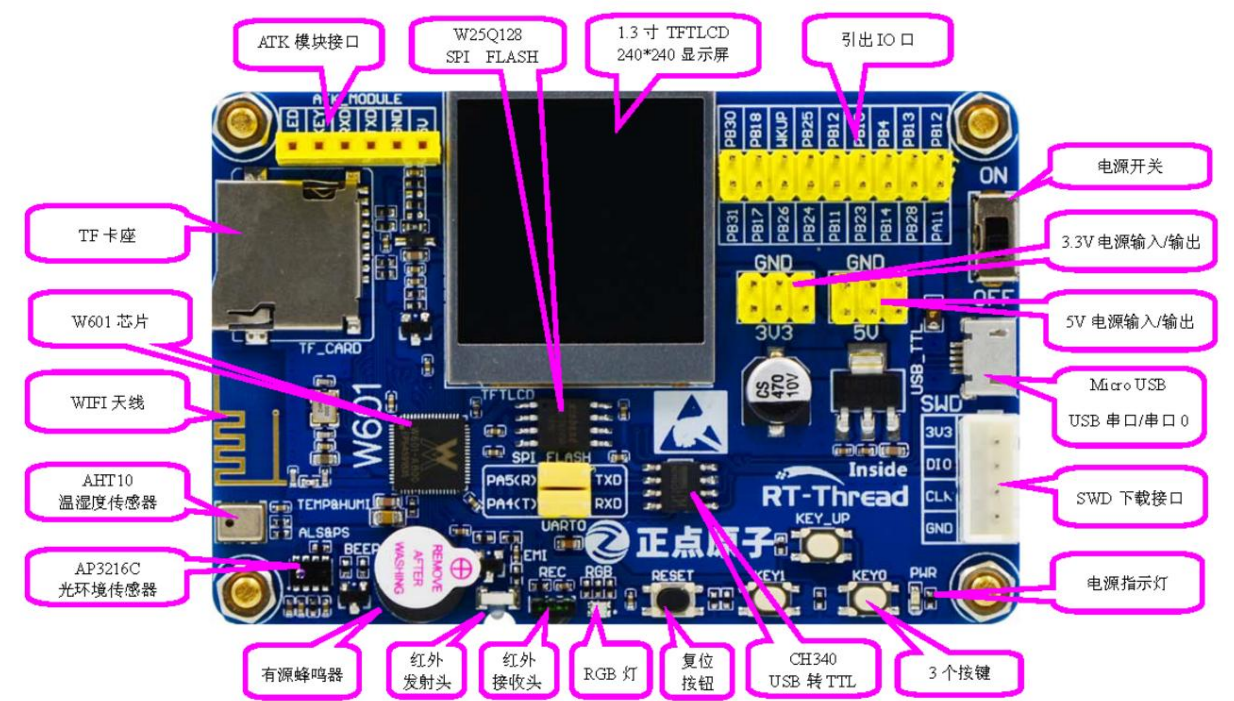 ATK 模块接口
W25Q128
SPI FLASH
1.3 寸 TFTLCD
240*240 显示屏
引出 IO 口
电源开关
3.3V 电源输入/输出
5V 电源输入/输出
Micro USB
USB 串口/串口 0
SWD 下载接口
电源指示灯
TF 卡座
W601 芯片
WIFI 天线
AHT10
温湿度传感器
AP3216C
光环境传感器
有源蜂鸣器
红外
发射头
红外
接收头
RGB 灯
复位
按钮
CH340
USB 转 TTL
3 个按键
ATK_MODULE
KEY
TXD
GND
PB30
PB18
WKUP
PB25
PB12
PB4
PB13
PB12
PB31
PB17
PB26
PB24
PB11
PB23
PB14
PB28
PA11
ON
OFF
GND
GND
3V3
5V
CS
470
10V
USB_TTL
TF_CARD
TFTLCD
W601
SPI FLASH
PA5(R)
TXD
PA4(T)
RXD
UART0
SWD
3V3
DIO
CLK
GND
Inside
RT-Thread
正点原子
TEMP&HUMI
ALS&PS
BEEP
REMOVE
AFTER
WASHING
EMI
REC
RGB
RESET
KEY_UP
KEY1
KEY0
PWR